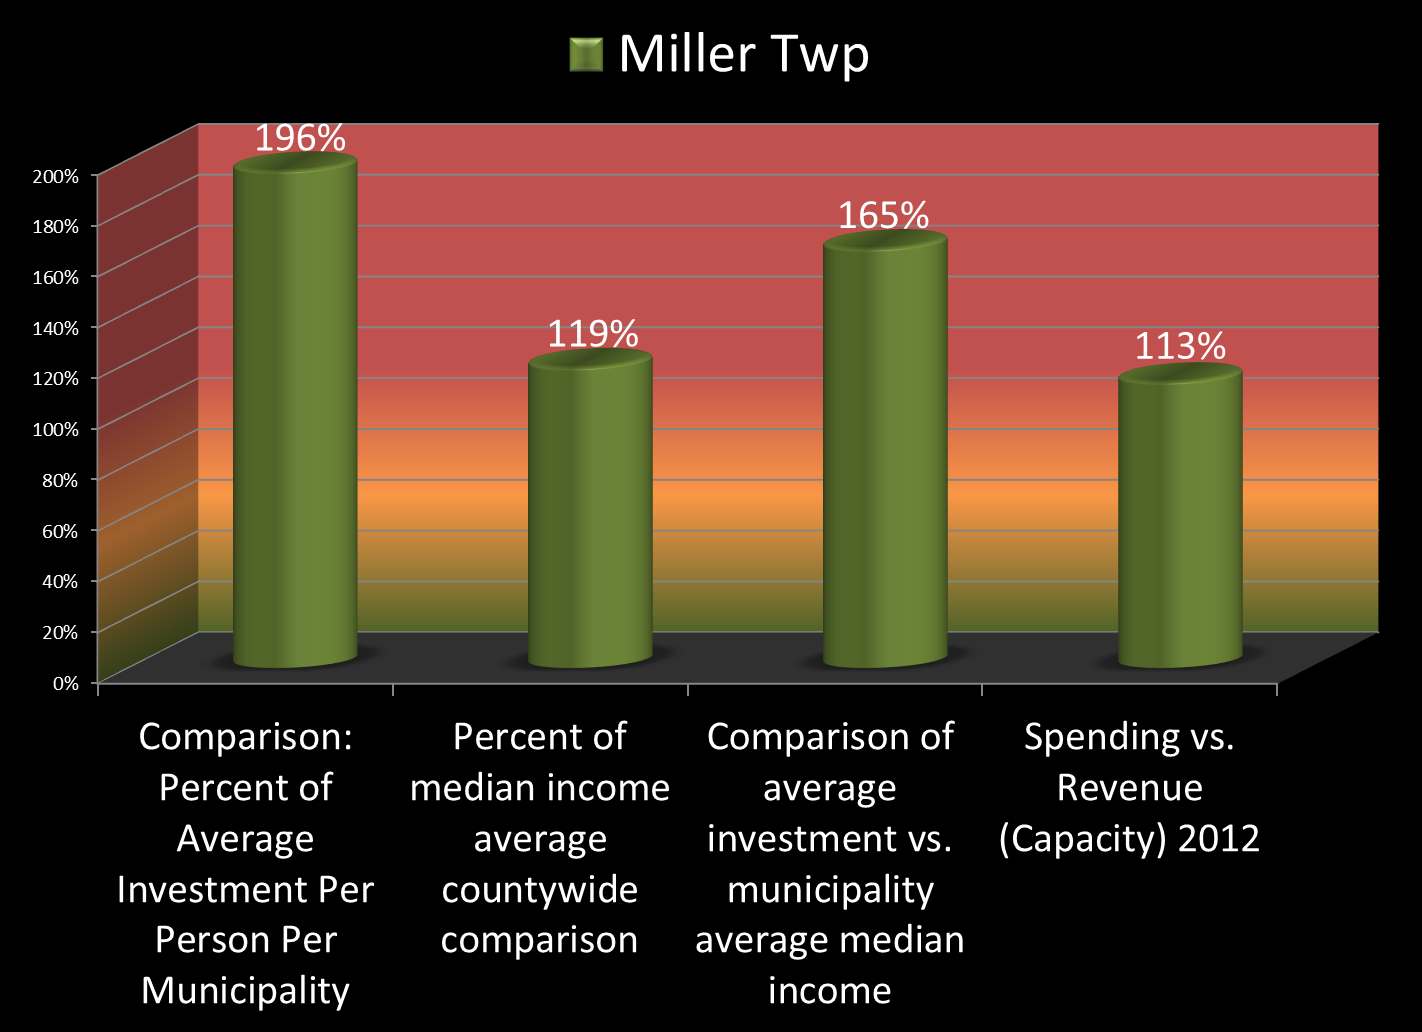 Miller Twp
196%
119%
165%
113%
200%
180%
160%
140%
120%
100%
80%
60%
40%
20%
0%
Comparison:
Percent of
Average
Investment Per
Person Per
Municipality
Percent of
median income
average
countywide
comparison
Comparison of
average
investment vs.
municipality
average median
income
Spending vs.
Revenue
(Capacity) 2012